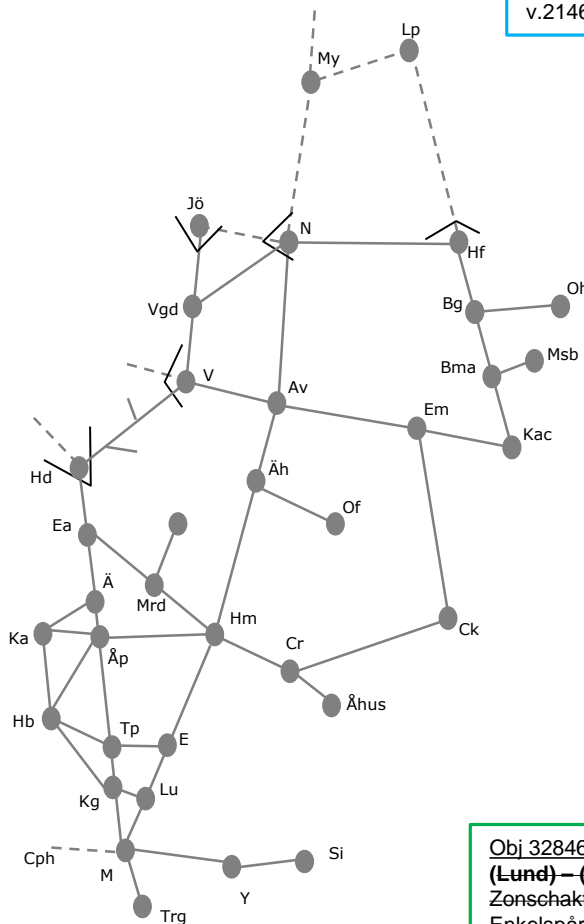 v.2146
Lp
My
Jö
N
Hf
Vgd
Bg
Oh
Msb
Bma
V
Av
Em
Kac
Hd
Äh
Of
Ea
Ä
Mrd
Hm
Ka
Åp
Cr
Ck
Åhus
Hb
Tp
E
Kg
Lu
Cph
M
Si
Y
Trg
Obj 32846
(Lund) – (
Zonschakt
Enkelspår